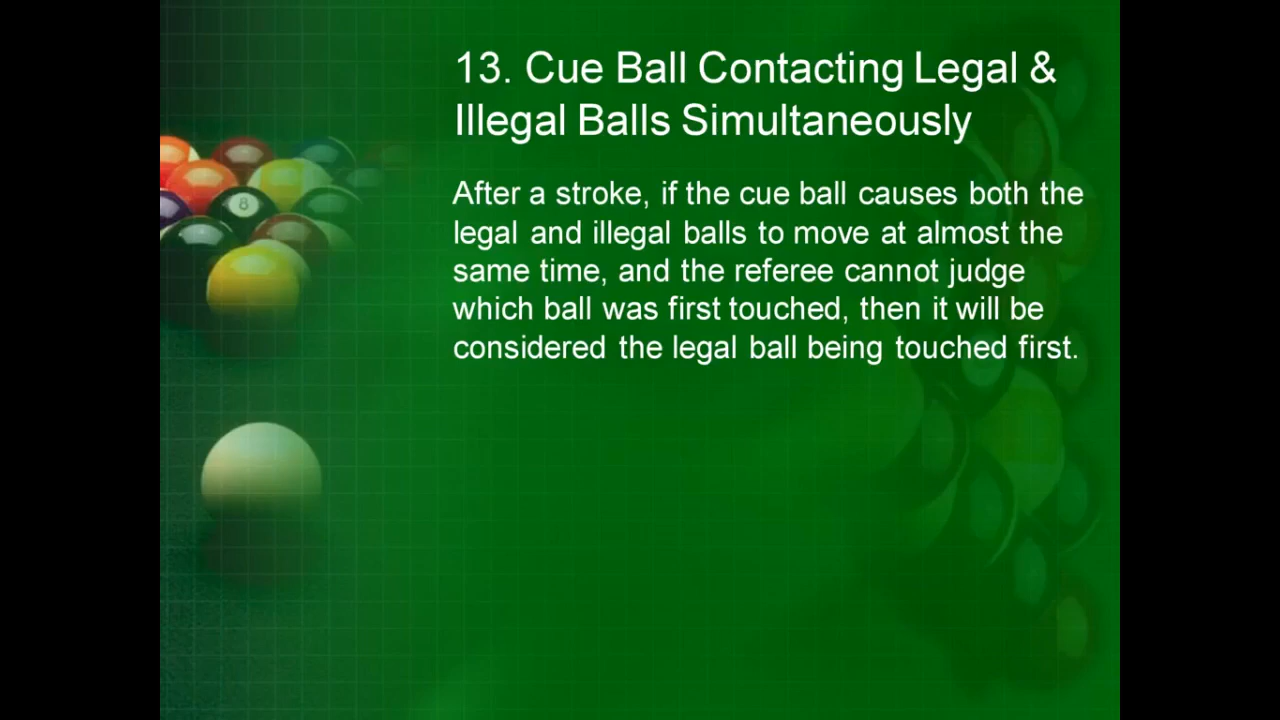 13. Cue Ball Contacting Legal &
Illegal Balls Simultaneously
After a stroke, if the cue ball causes both the
legal and illegal balls to move at almost the
same time, and the referee cannot judge
which ball was first touched, then it will be
considered the legal ball being touched first.
8